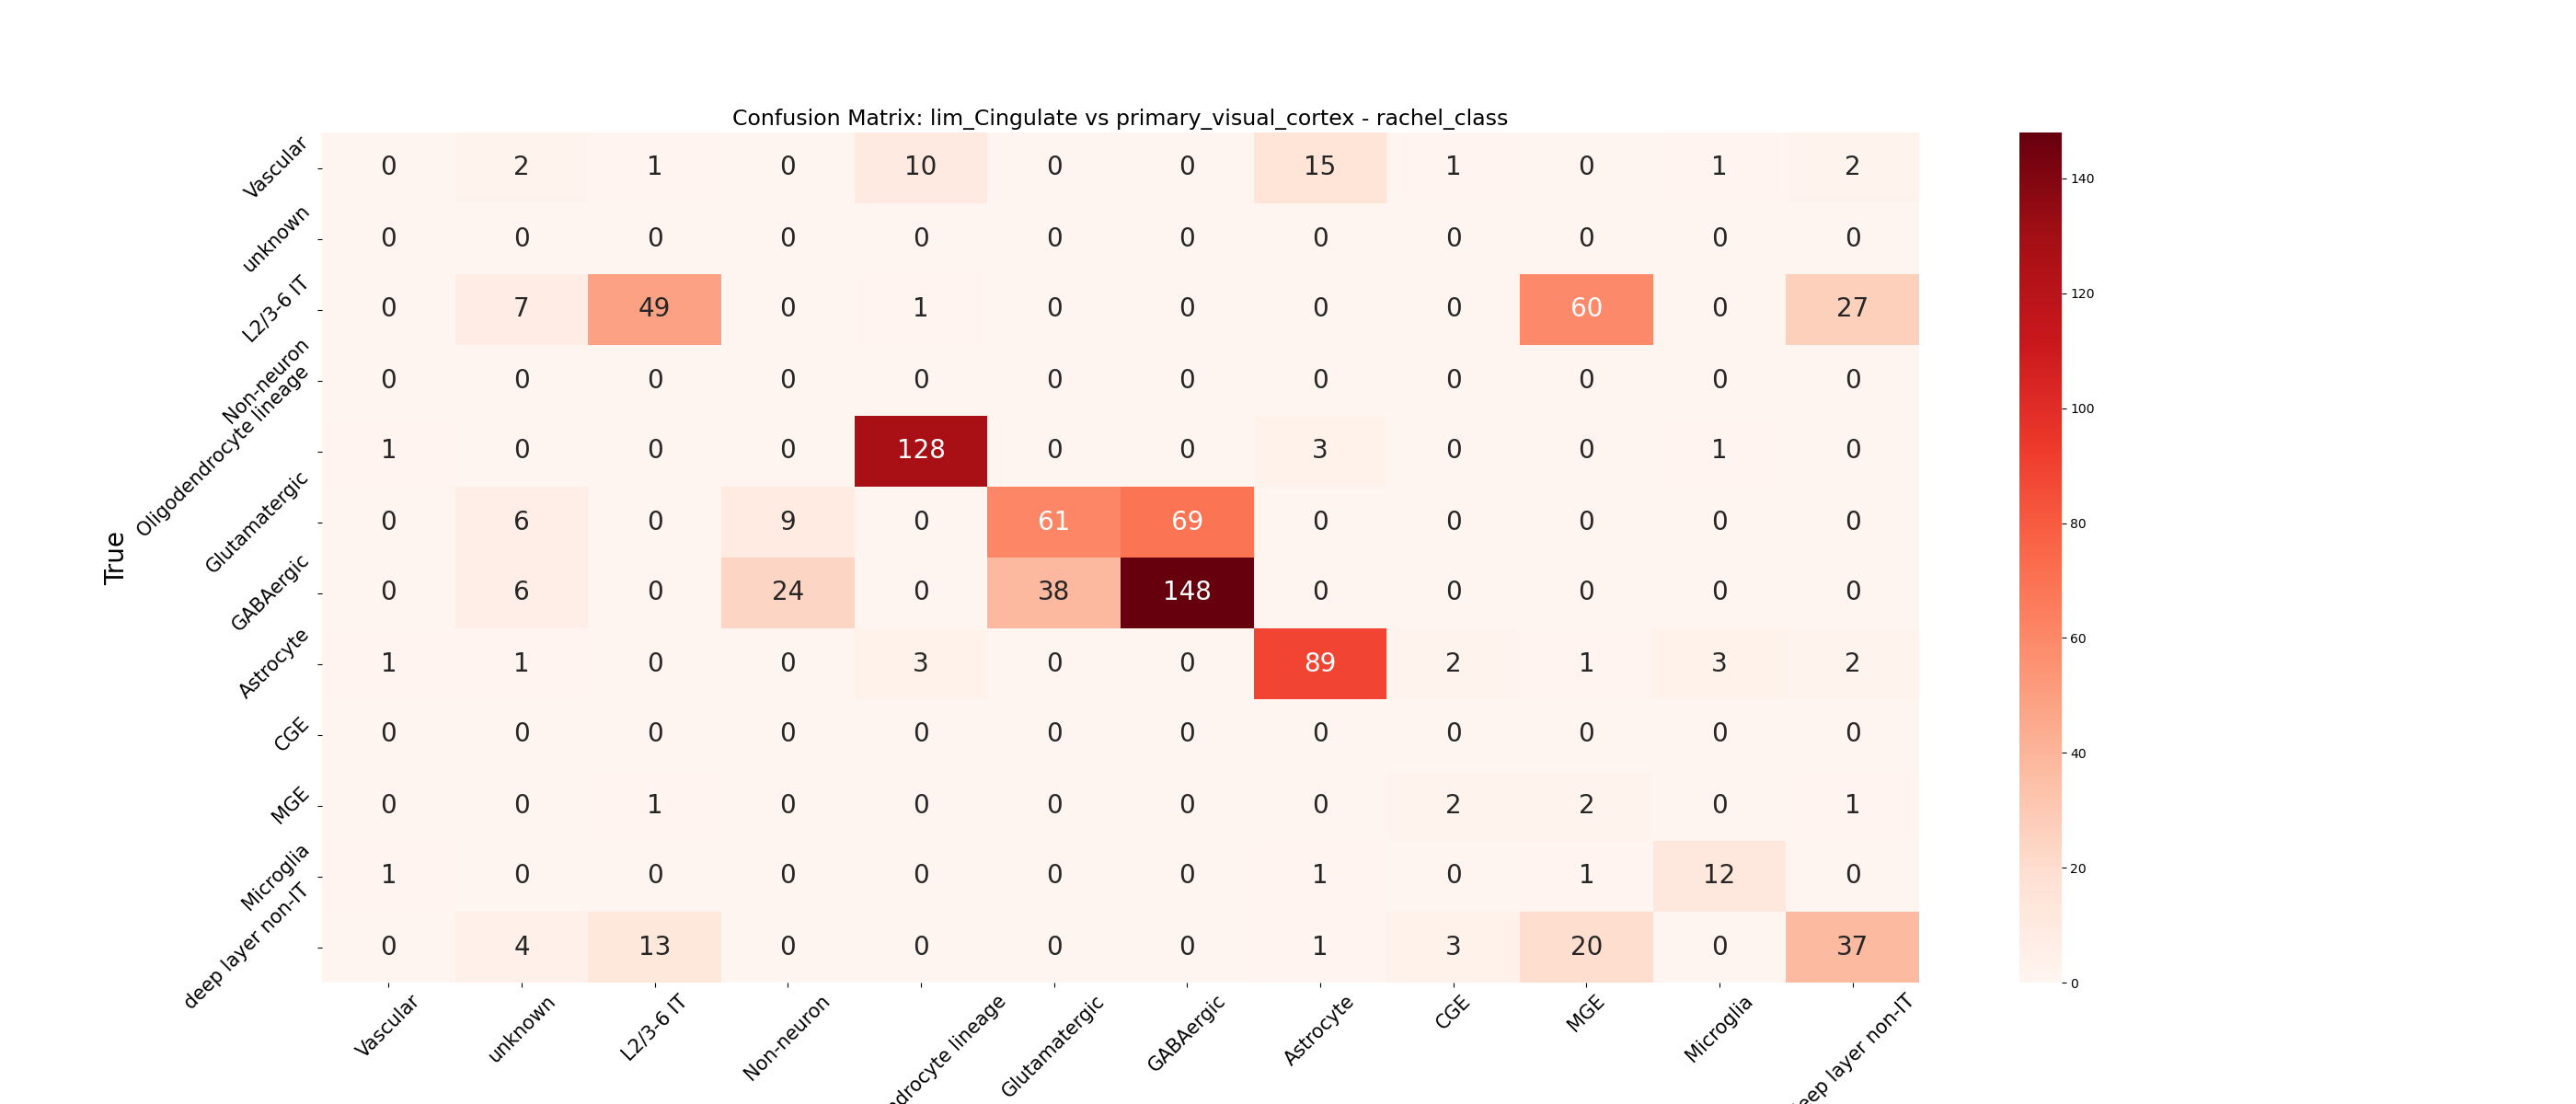 Confusion Matrix: lim_Cingulate vs primary_visual_cortex - rachel_class
Vascular 0 2 1 0 10 0 0 15 1 0 1 2
unknown 0 0 0 0 0 0 0 0 0 0 0 0
L2/3-6 IT 0 7 49 0 1 0 0 0 0 60 0 27
Non-neuron 0 0 0 0 0 0 0 0 0 0 0 0
Oligodendrocyte lineage 1 0 0 0 128 0 0 3 0 0 1 0
Glutamatergic 0 6 0 9 0 61 69 0 0 0 0 0
GABAergic 0 6 0 24 0 38 148 0 0 0 0 0
Astrocyte 1 1 0 0 3 0 0 89 2 1 3 2
CGE 0 0 0 0 0 0 0 0 0 0 0 0
MGE 0 0 1 0 0 0 0 0 2 2 0 1
Microglia 1 0 0 0 0 0 0 1 0 1 12 0
deep layer non-IT 0 4 13 0 0 0 0 1 3 20 0 37
True
Vascular unknown L2/3-6 IT Non-neuron drocyte lineage Glutamatergic GABAergic Astrocyte CGE MGE Microglia eep layer non-IT
140
120
100
80
60
40
20
0